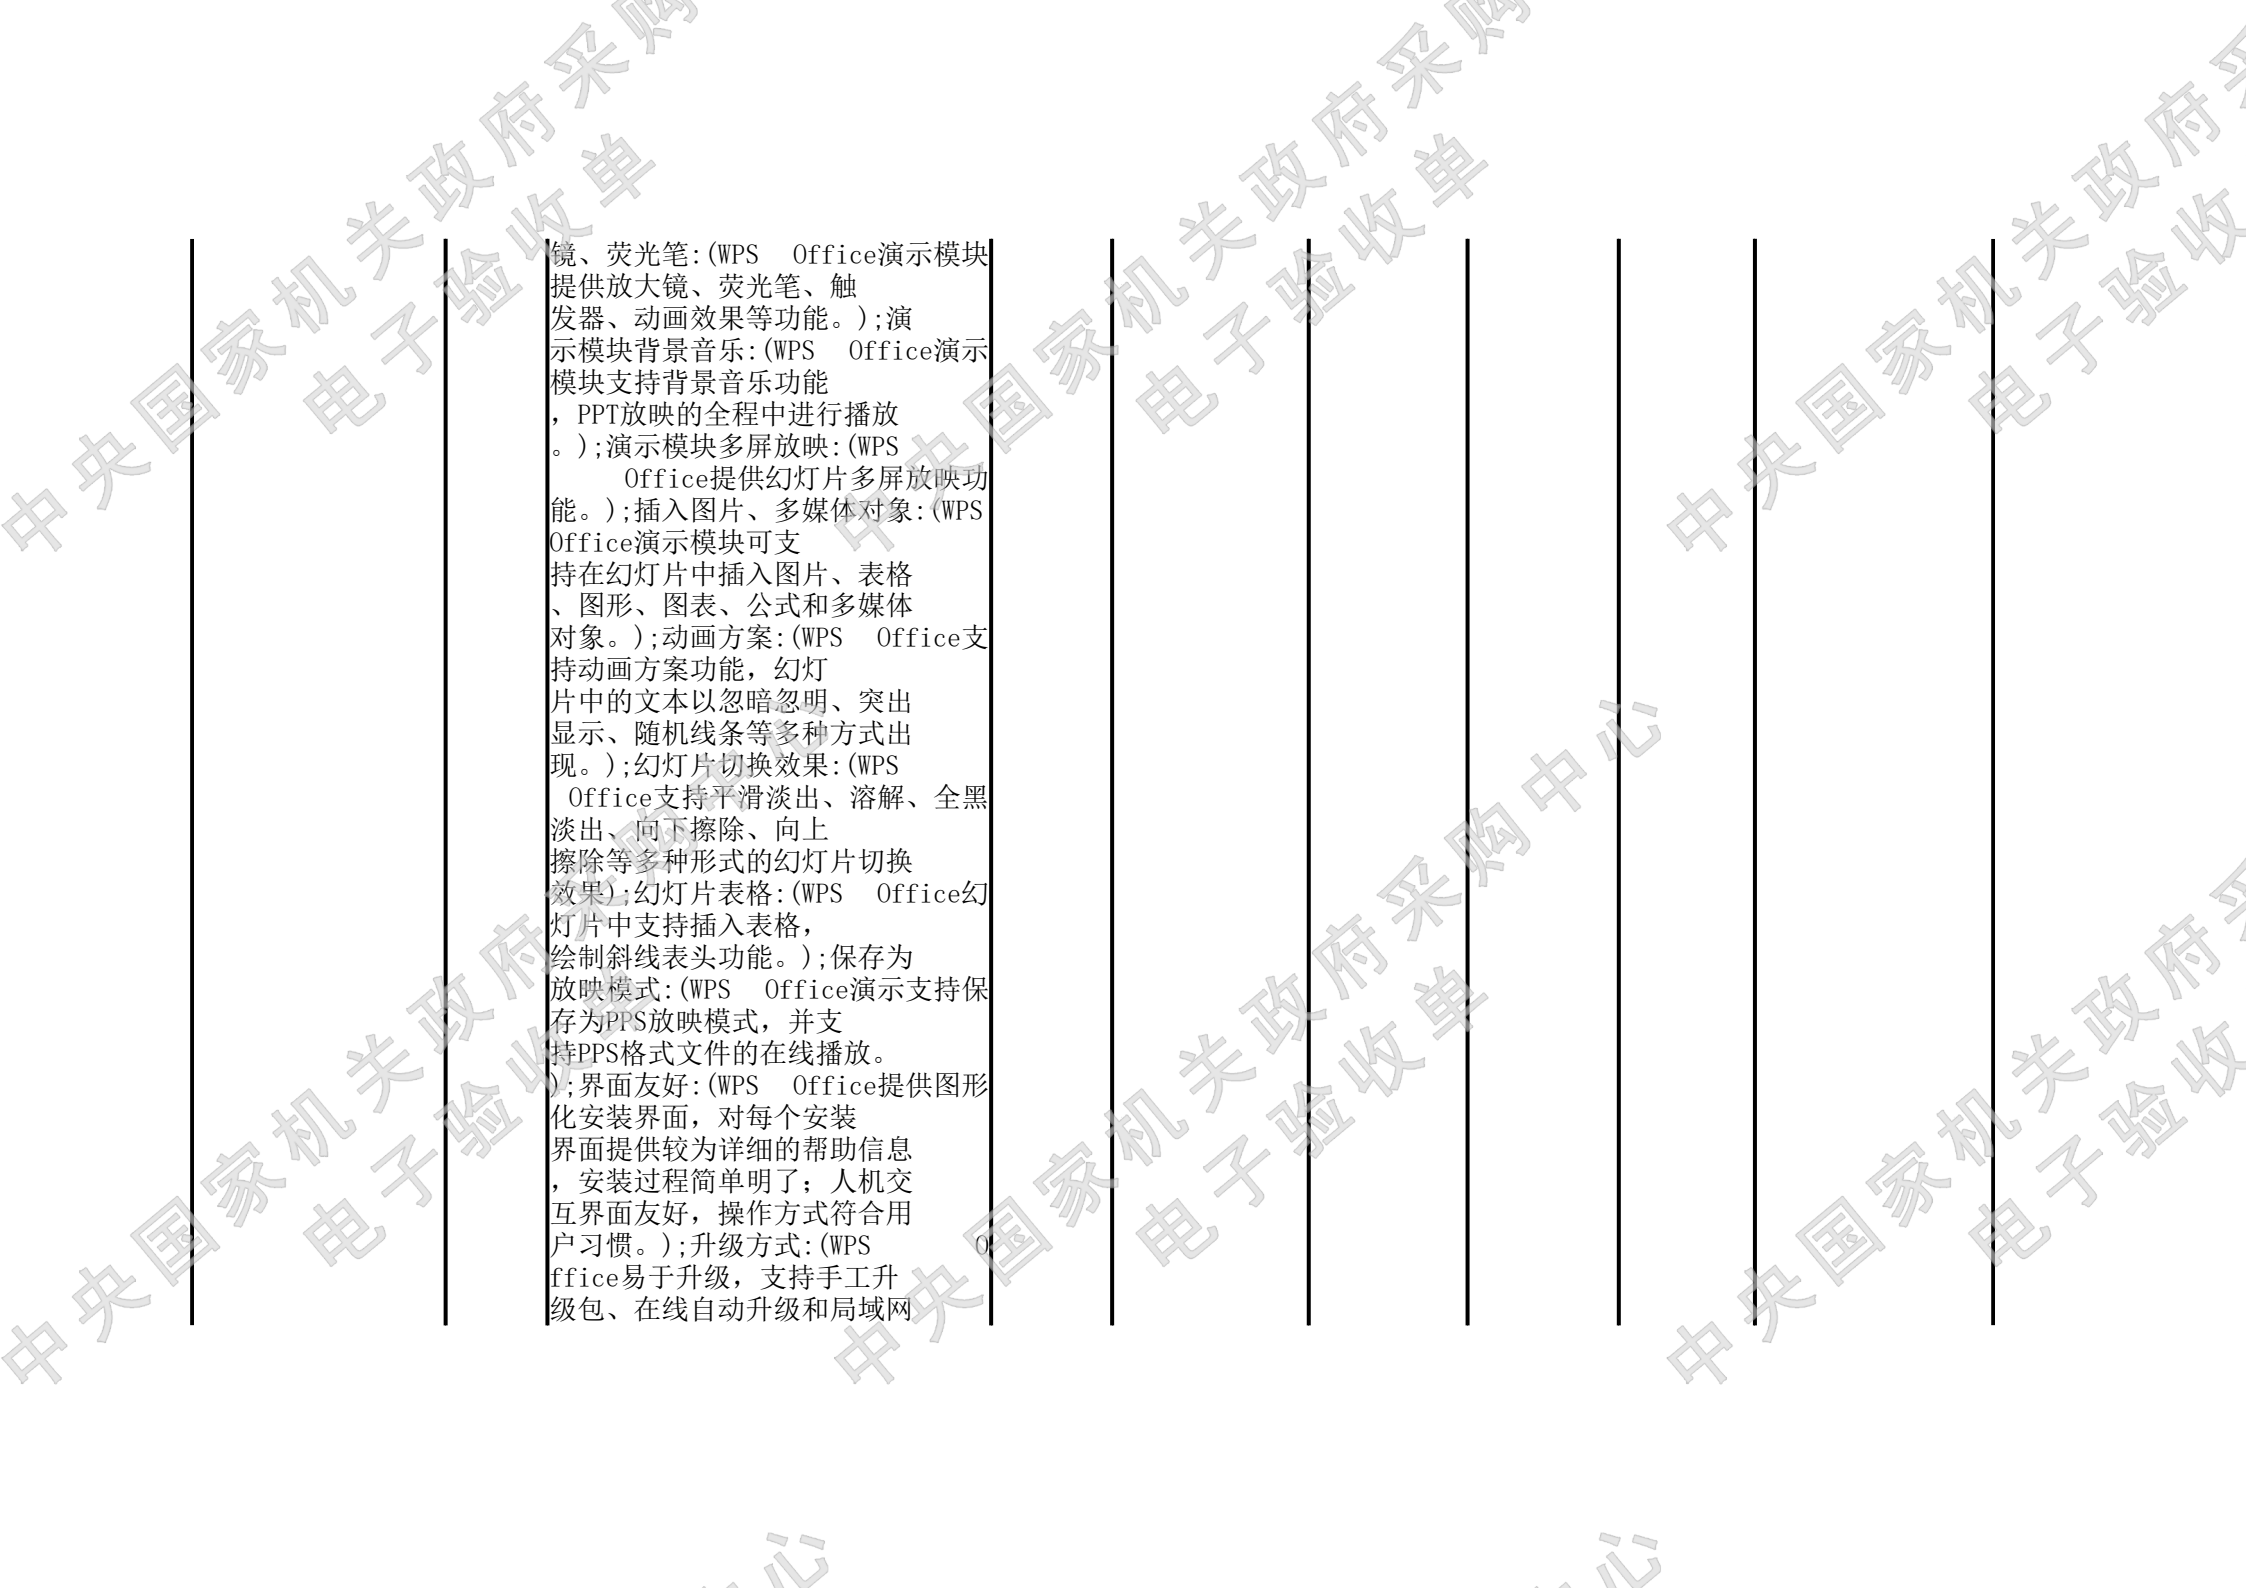 镜、荧光笔:(WPS  Office演示模块
提供放大镜、荧光笔、触
发器、动画效果等功能。);演
示模块背景音乐:(WPS  Office演示
模块支持背景音乐功能
，PPT放映的全程中进行播放
。);演示模块多屏放映:(WPS
Office提供幻灯片多屏放映功
能。);插入图片、多媒体对象:(WPS
Office演示模块可支
持在幻灯片中插入图片、表格
、图形、图表、公式和多媒体
对象。);动画方案:(WPS  Office支
持动画方案功能，幻灯
片中的文本以忽暗忽明、突出
显示、随机线条等多种方式出
现。);幻灯片切换效果:(WPS
Office支持平滑淡出、溶解、全黑
淡出、向下擦除、向上
擦除等多种形式的幻灯片切换
效果);幻灯片表格:(WPS  Office幻
灯片中支持插入表格，
绘制斜线表头功能。);保存为
放映模式:(WPS  Office演示支持保
存为PPS放映模式，并支
持PPS格式文件的在线播放。
);界面友好:(WPS  Office提供图形
化安装界面，对每个安装
界面提供较为详细的帮助信息
，安装过程简单明了；人机交
互界面友好，操作方式符合用
户习惯。);升级方式:(WPS  O
ffice易于升级，支持手工升
级包、在线自动升级和局域网
中央国家机关政府采购中心
电子验收单